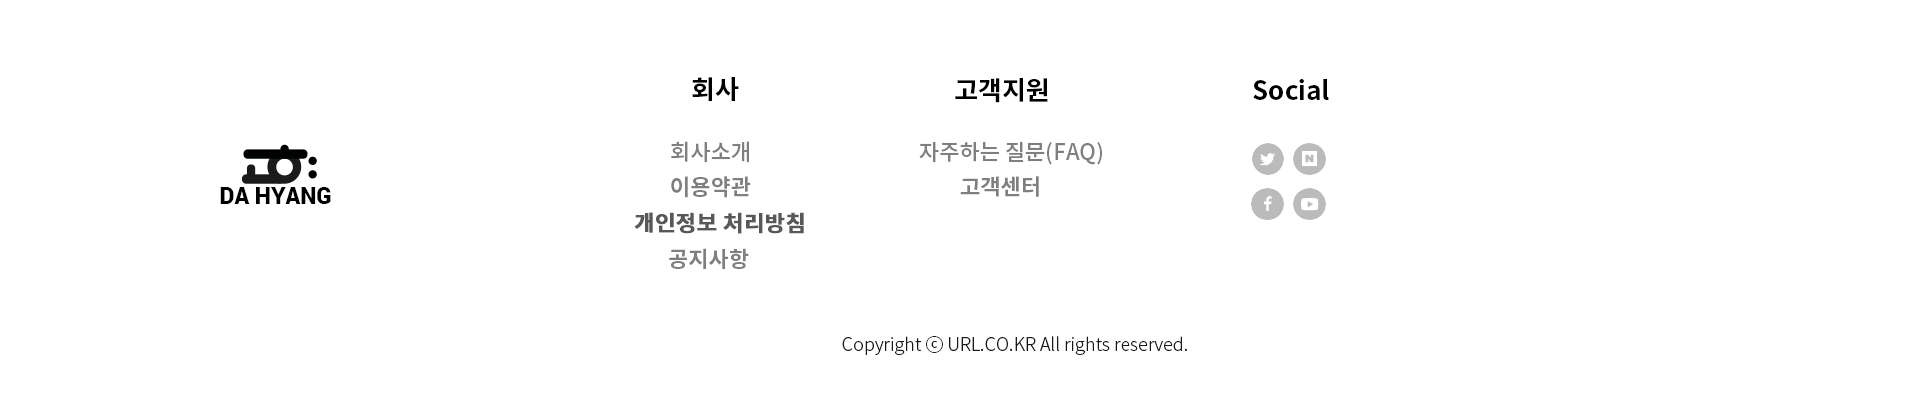 DA HYANG
회사
회사소개
이용약관
개인정보 처리방침
공지사항
고객지원
자주하는 질문(FAQ)
고객센터
Social
N
f
Copyright ⓒ URL.CO.KR All rights reserved.